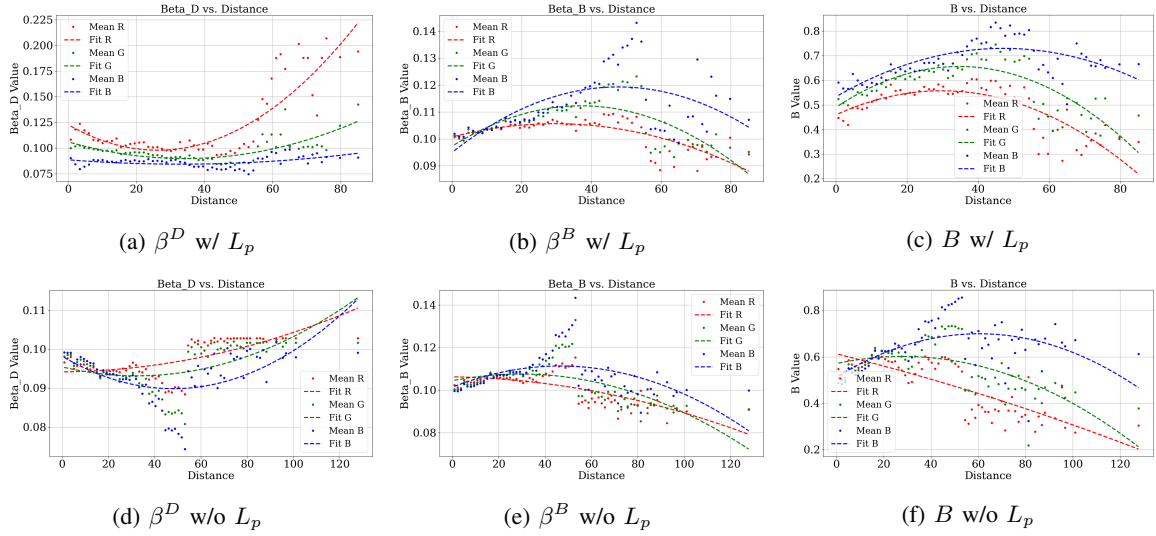 Beta_D vs. Distance
Beta_D Value
0.225
0.200
0.175
0.150
0.125
0.100
0.075
Mean R
Fit R
Mean G
Fit G
Mean B
Fit B
0 20 40 60 80
Distance
(a) β^D w/ L_p
Beta_B vs. Distance
Beta_B Value
0.14
0.13
0.12
0.11
0.10
0.09
Mean R
Fit R
Mean G
Fit G
Mean B
Fit B
0 20 40 60 80
Distance
(b) β^B w/ L_p
B vs. Distance
B Value
0.8
0.7
0.6
0.5
0.4
0.3
0.2
Mean R
Fit R
Mean G
Fit G
Mean B
Fit B
0 20 40 60 80
Distance
(c) B w/ L_p
Beta_D vs. Distance
Beta_D Value
0.11
0.10
0.09
0.08
Mean R
Fit R
Mean G
Fit G
Mean B
Fit B
0 20 40 60 80 100 120
Distance
(d) β^D w/o L_p
Beta_B vs. Distance
Beta_B Value
0.14
0.12
0.10
0.08
Mean R
Fit R
Mean G
Fit G
Mean B
Fit B
0 20 40 60 80 100 120
Distance
(e) β^B w/o L_p
B vs. Distance
B Value
0.8
0.6
0.4
0.2
Mean R
Fit R
Mean G
Fit G
Mean B
Fit B
0 20 40 60 80 100 120
Distance
(f) B w/o L_p